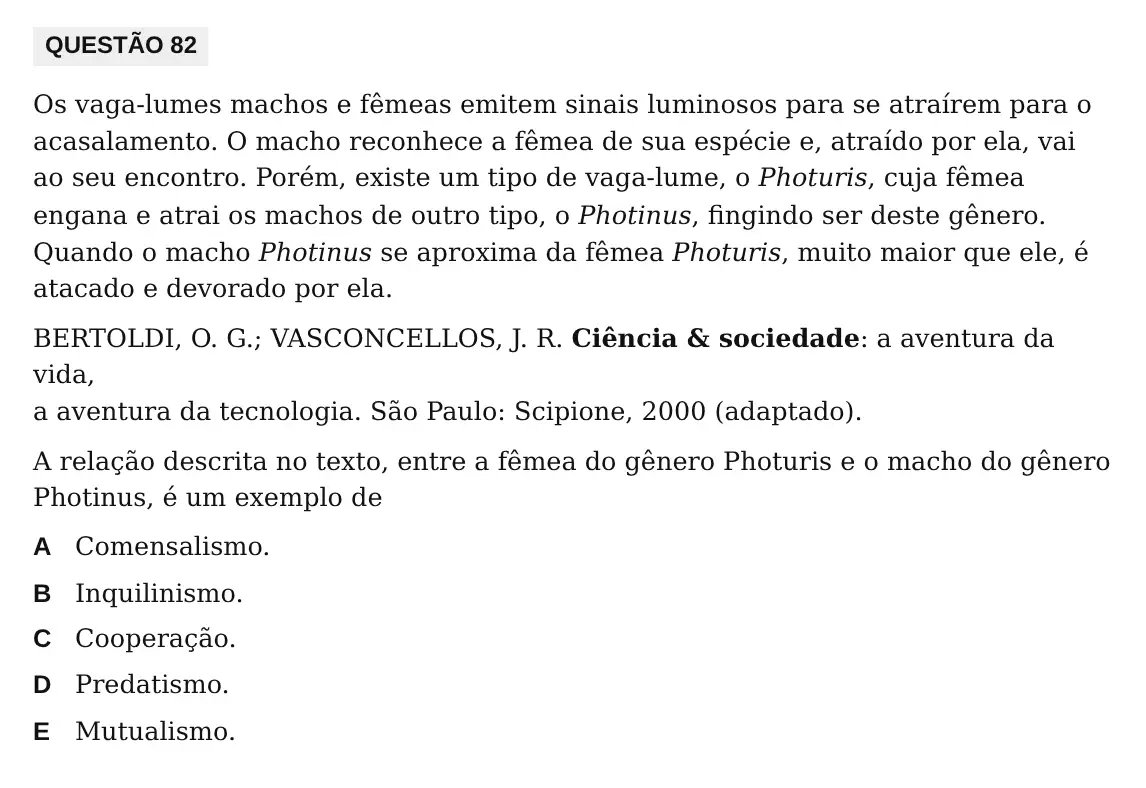 QUESTÃO 82
Os vaga-lumes machos e fêmeas emitem sinais luminosos para se atraírem para o
acasalamento. O macho reconhece a fêmea de sua espécie e, atraído por ela, vai
ao seu encontro. Porém, existe um tipo de vaga-lume, o Photuris, cuja fêmea
engana e atrai os machos de outro tipo, o Photinus, fingindo ser deste gênero.
Quando o macho Photinus se aproxima da fêmea Photuris, muito maior que ele, é
atacado e devorado por ela.
BERTOLDI, O. G.; VASCONCELLOS, J. R. Ciência & sociedade: a aventura da
vida,
a aventura da tecnologia. São Paulo: Scipione, 2000 (adaptado).
A relação descrita no texto, entre a fêmea do gênero Photuris e o macho do gênero
Photinus, é um exemplo de
A Comensalismo.
B Inquilinismo.
C Cooperação.
D Predatismo.
E Mutualismo.